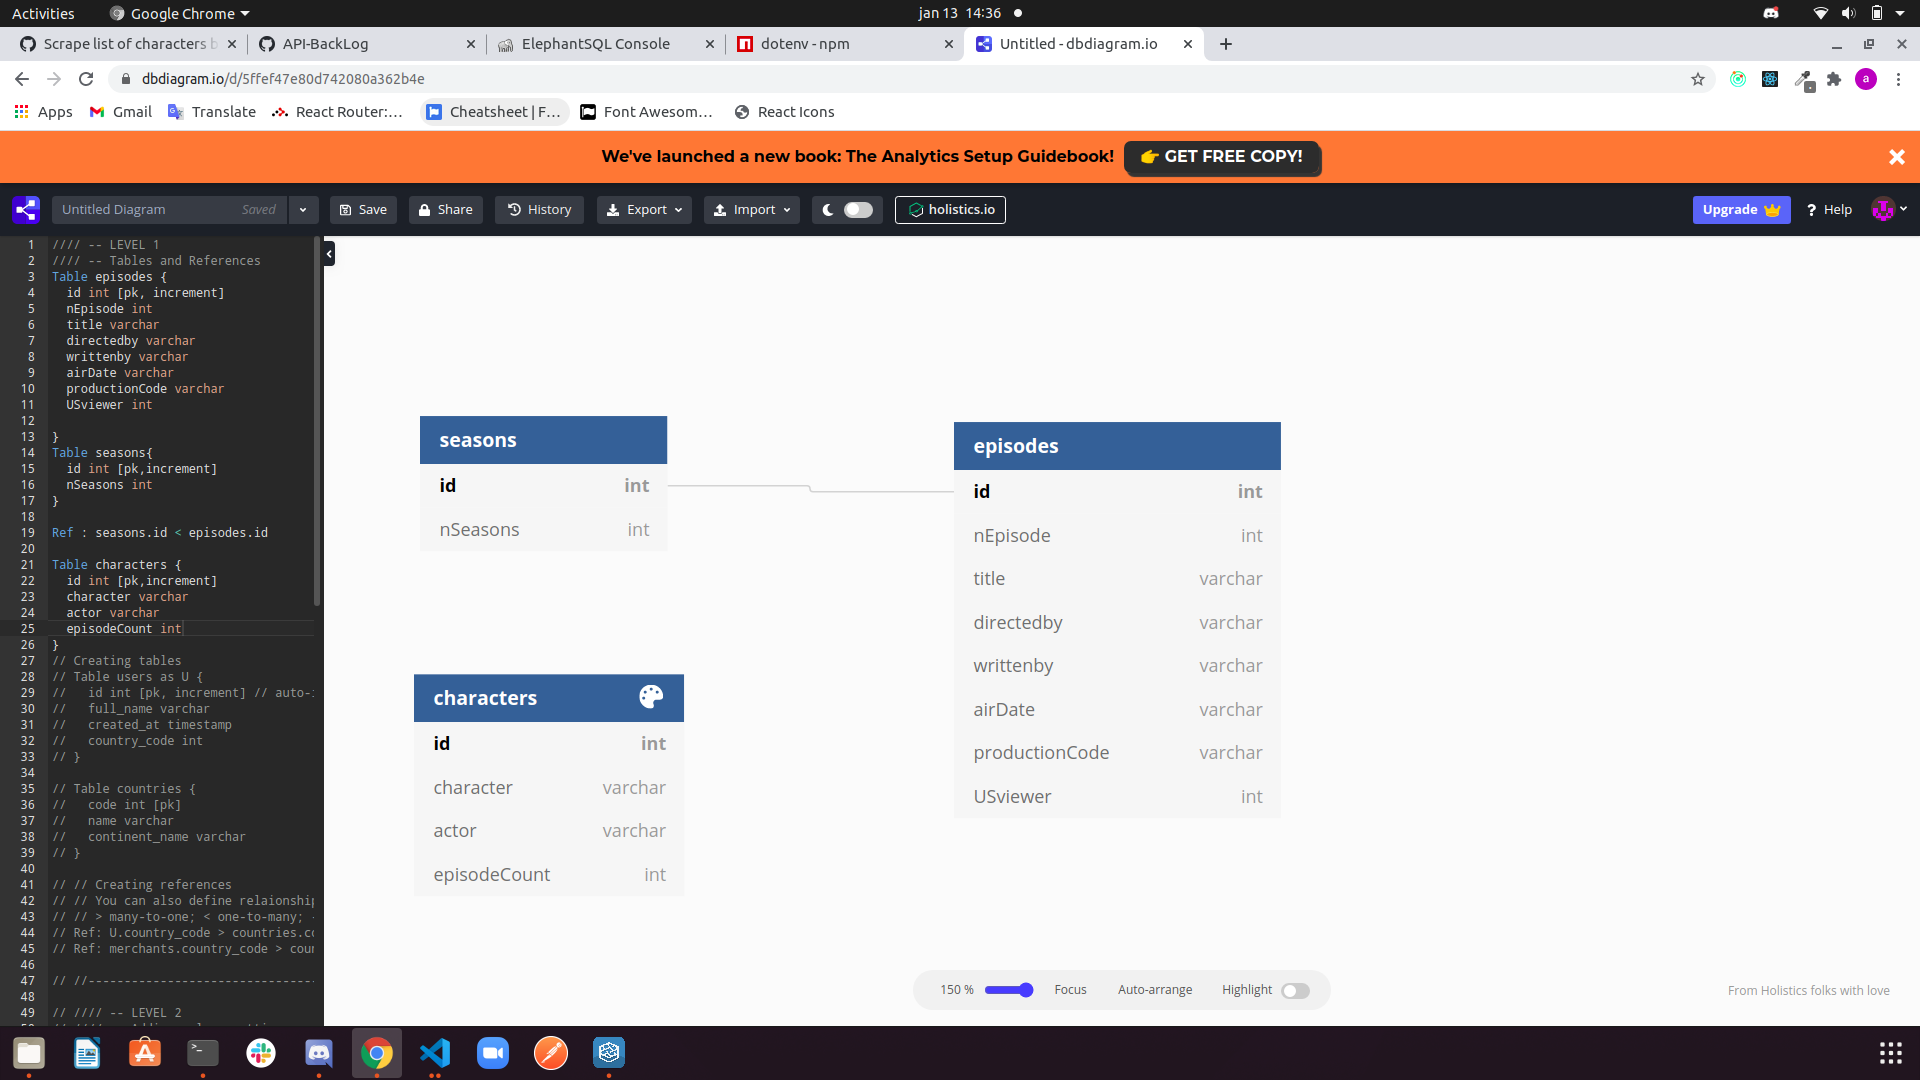 Activities
Google Chrome
jan 13 14:36
Scrape list of characters b
API-BackLog
ElephantSQL Console
dotenv - npm
Untitled - dbdiagram.io
dbdiagram.io/d/5ffef47e80d742080a362b4e
a
Apps
Gmail
Translate
React Router:...
Cheatsheet | F...
Font Awesom...
React Icons
We've launched a new book: The Analytics Setup Guidebook!
GET FREE COPY!
Untitled Diagram
Saved
Save
Share
History
Export
Import
holistics.io
Upgrade
? Help
1 //// -- LEVEL 1
2 //// -- Tables and References
3 Table episodes {
4 id int [pk, increment]
5 nEpisode int
6 title varchar
7 directedby varchar
8 writtenby varchar
9 airDate varchar
10 productionCode varchar
11 USviewer int
12
13 }
14 Table seasons{
15 id int [pk,increment]
16 nSeasons int
17 }
18
19 Ref : seasons.id < episodes.id
20
21 Table characters {
22 id int [pk,increment]
23 character varchar
24 actor varchar
25 episodeCount int
26 }
27 // Creating tables
28 // Table users as U {
29 // id int [pk, increment] // auto-
30 // full_name varchar
31 // created_at timestamp
32 // country_code int
33 // }
34
35 // Table countries {
36 // code int [pk]
37 // name varchar
38 // continent_name varchar
39 // }
40
41 // // Creating references
42 // // You can also define relaionship
43 // // > many-to-one; < one-to-many;
44 // Ref: U.country_code > countries.co
45 // Ref: merchants.country_code > coun
46
47 // //--------------------------------
48
49 // //// -- LEVEL 2
seasons
id int
nSeasons int
characters
id int
character varchar
actor varchar
episodeCount int
episodes
id int
nEpisode int
title varchar
directedby varchar
writtenby varchar
airDate varchar
productionCode varchar
USviewer int
150 %
Focus
Auto-arrange
Highlight
From Holistics folks with love